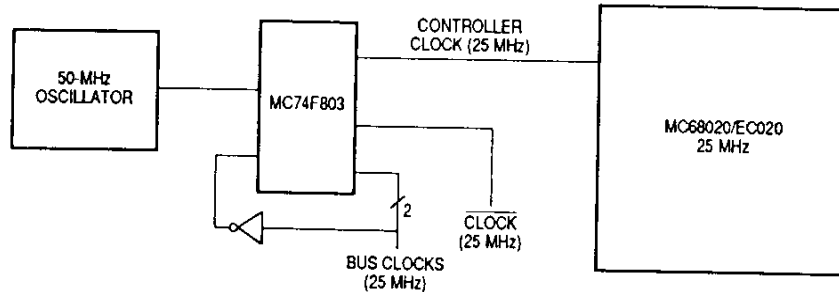 CONTROLLER
CLOCK (25 MHz)
50-MHz
OSCILLATOR
MC74F803
MC68020/EC020
25 MHz
2
CLOCK
(25 MHz)
BUS CLOCKS
(25 MHz)